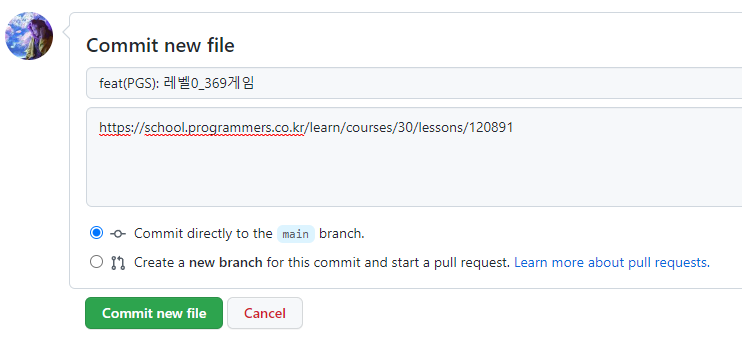 Commit new file
feat(PGS): 레벨0_369게임
https://school.programmers.co.kr/learn/courses/30/lessons/120891
Commit directly to the main branch.
Create a new branch for this commit and start a pull request. Learn more about pull requests.
Commit new file
Cancel